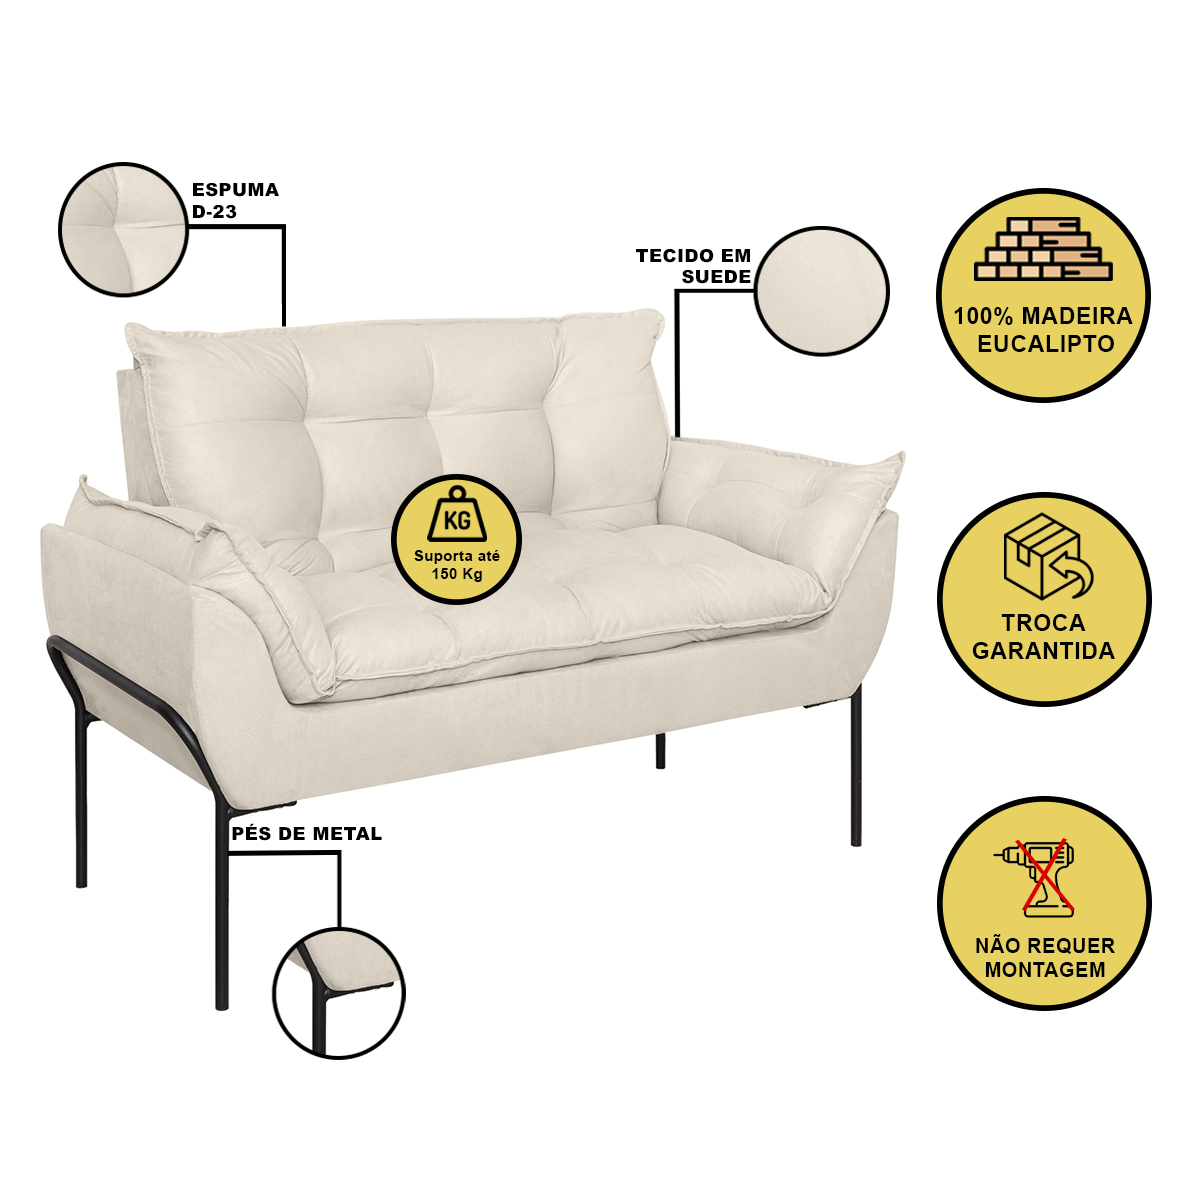 ESPUMA
D-23
TECIDO EM
SUEDE
100% MADEIRA
EUCALIPTO
KG
Suporta até
150 Kg
TROCA
GARANTIDA
PÉS DE METAL
NÃO REQUER
MONTAGEM